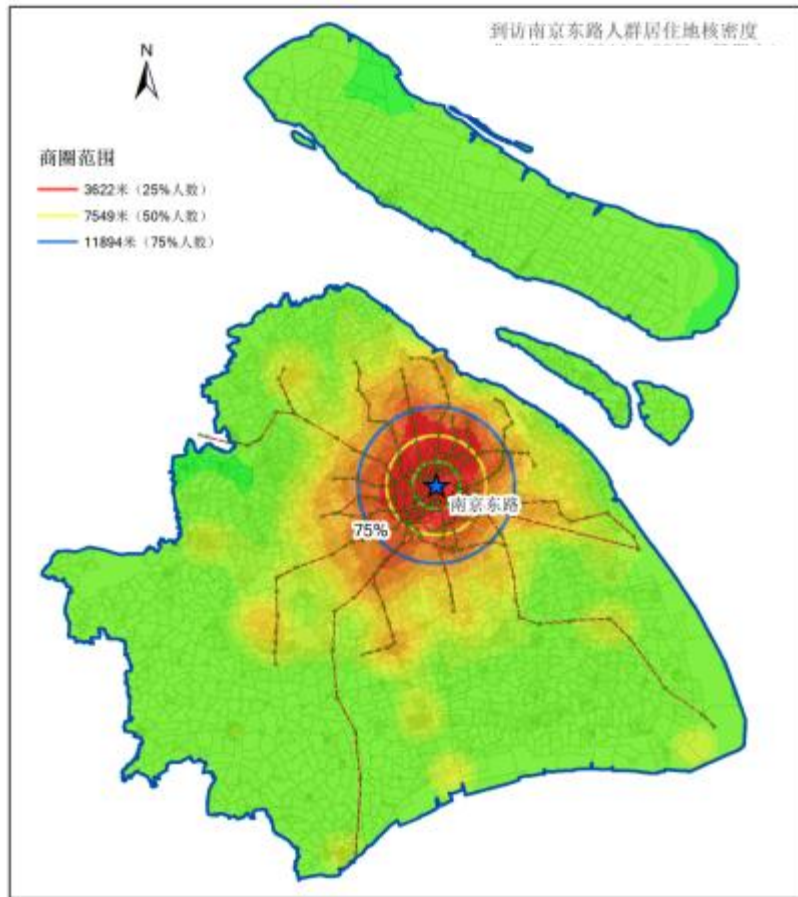 到访南京东路人群居住地核密度
N
商圈范围
3622米（25%人数）
7549米（50%人数）
11894米（75%人数）
南京东路
75%